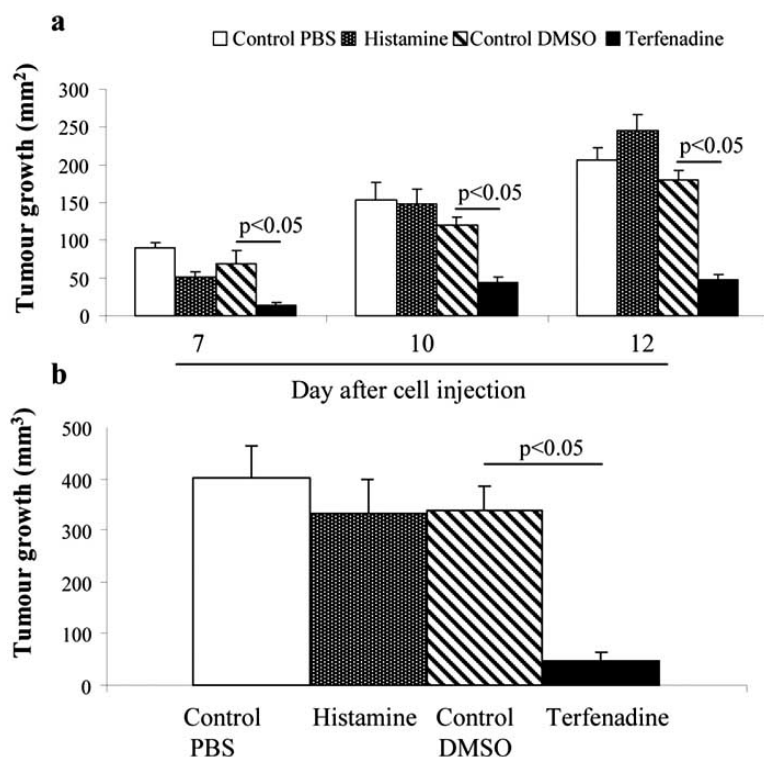 a
Control PBS Histamine Control DMSO Terfenadine
Tumour growth (mm²)
300
250
200
150
100
50
0
p<0.05
p<0.05
p<0.05
7 10 12
Day after cell injection
b
Tumour growth (mm³)
500
400
300
200
100
0
p<0.05
Control Histamine Control Terfenadine
PBS DMSO